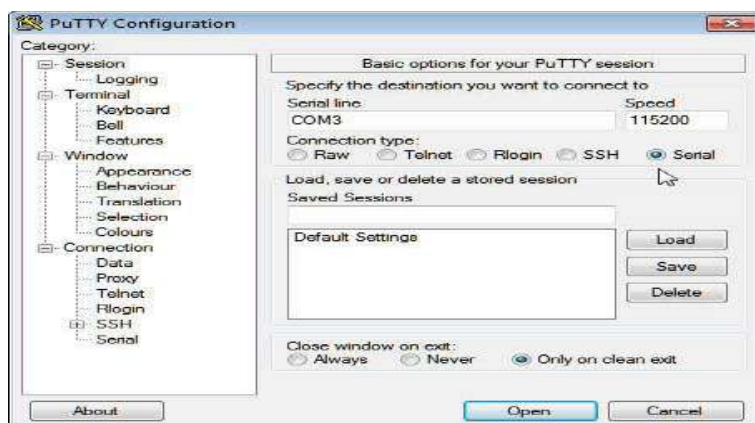 PuTTY Configuration
Category:
Session
Logging
Terminal
Keyboard
Bell
Features
Window
Appearance
Behaviour
Translation
Selection
Colours
Connection
Data
Proxy
Telnet
Rlogin
SSH
Serial
Basic options for your PuTTY session
Specify the destination you want to connect to
Serial line Speed
COM3 115200
Connection type:
Raw Telnet Rlogin SSH Serial
Load, save or delete a stored session
Saved Sessions
Default Settings
Load
Save
Delete
Close window on exit:
Always Never Only on clean exit
About Open Cancel